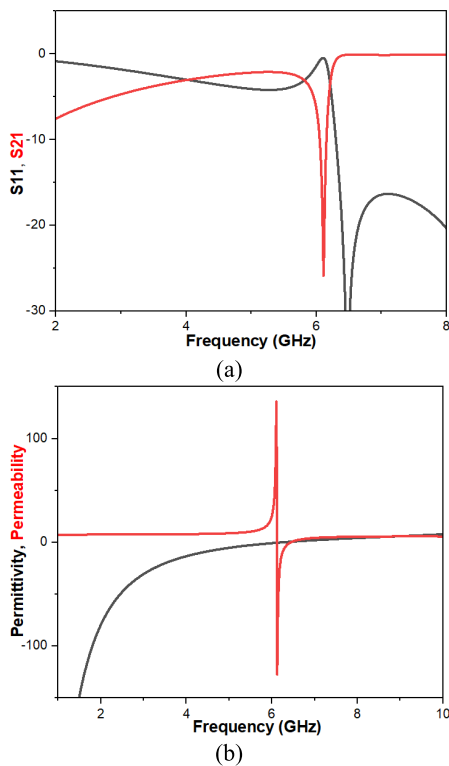 0
-10
-20
-30
S11, S21
2
4
6
8
Frequency (GHz)
(a)
100
0
-100
Permittivity, Permeability
2
4
6
8
10
Frequency (GHz)
(b)